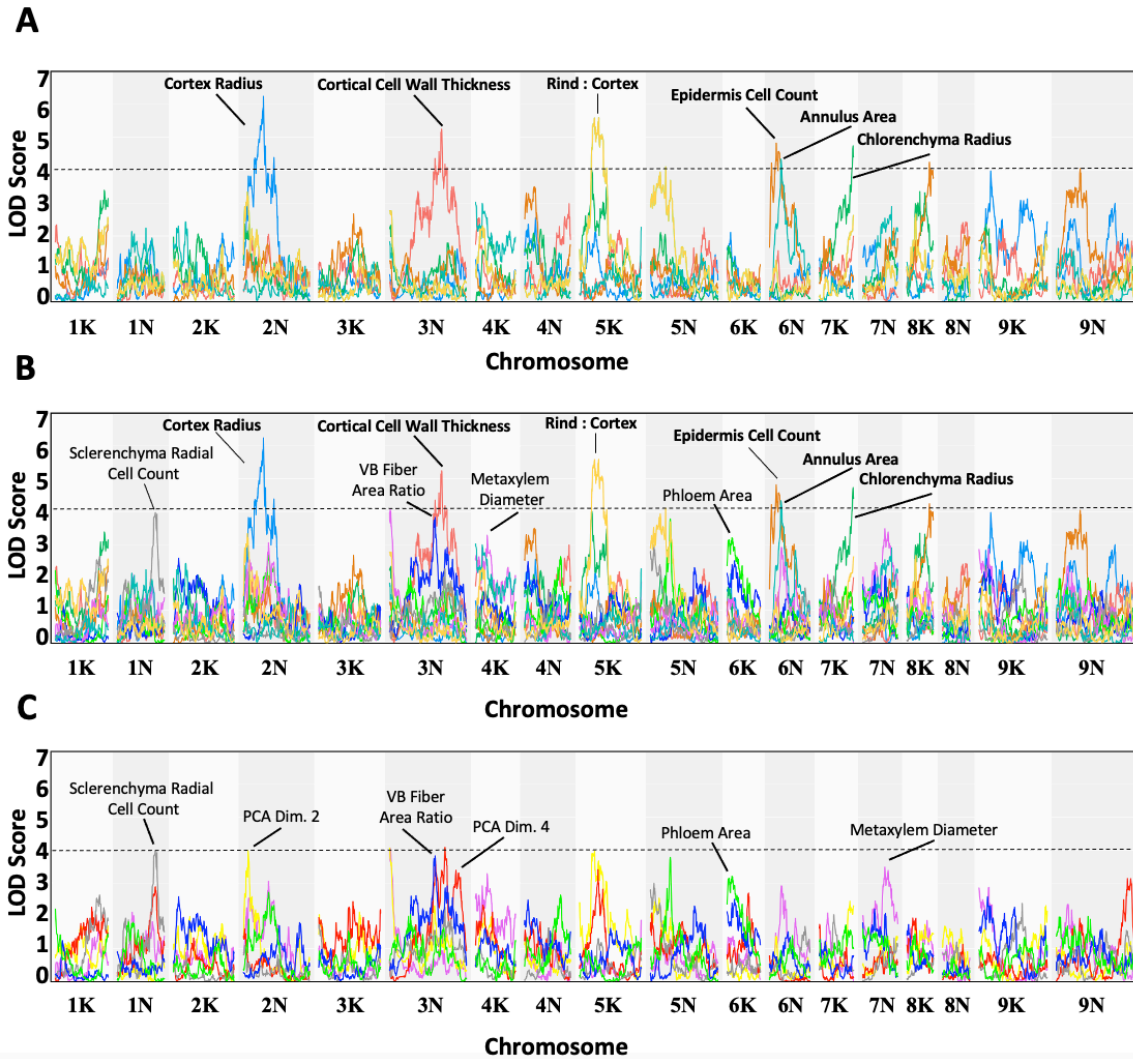 A
7
6
5
4
3
2
1
0
LOD Score
Cortex Radius
Cortical Cell Wall Thickness
Rind : Cortex
Epidermis Cell Count
Annulus Area
Chlorenchyma Radius
1K 1N 2K 2N 3K 3N 4K 4N 5K 5N 6K 6N 7K 7N 8K 8N 9K 9N
Chromosome
B
7
6
5
4
3
2
1
0
LOD Score
Sclerenchyma Radial
Cell Count
Cortex Radius
Cortical Cell Wall Thickness
VB Fiber
Area Ratio
Metaxylem
Diameter
Rind : Cortex
Phloem Area
Epidermis Cell Count
Annulus Area
Chlorenchyma Radius
1K 1N 2K 2N 3K 3N 4K 4N 5K 5N 6K 6N 7K 7N 8K 8N 9K 9N
Chromosome
C
7
6
5
4
3
2
1
0
LOD Score
Sclerenchyma Radial
Cell Count
PCA Dim. 2
VB Fiber
Area Ratio
PCA Dim. 4
Phloem Area
Metaxylem Diameter
1K 1N 2K 2N 3K 3N 4K 4N 5K 5N 6K 6N 7K 7N 8K 8N 9K 9N
Chromosome